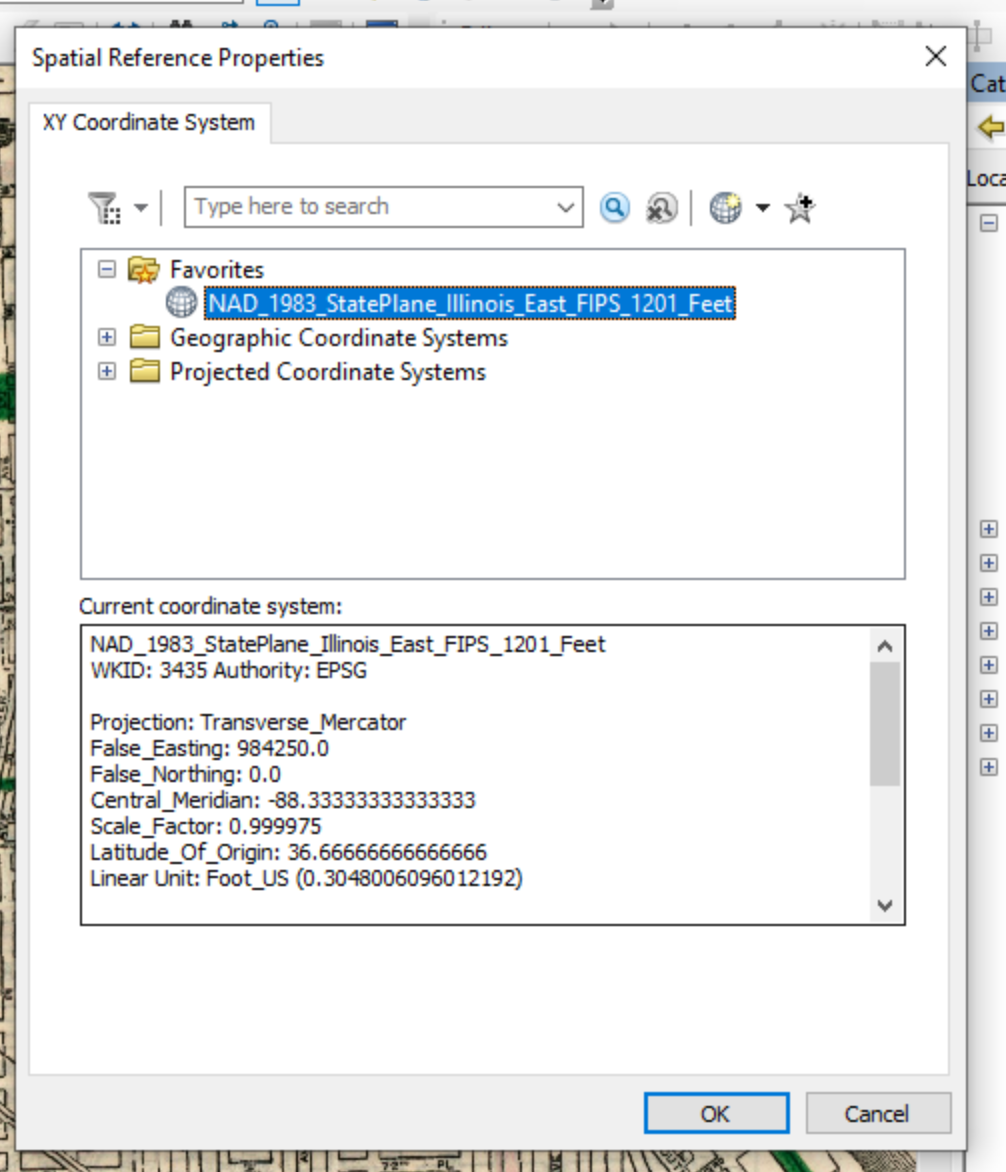 Spatial Reference Properties
Cat
XY Coordinate System
Loca
Type here to search
Favorites
NAD_1983_StatePlane_Illinois_East_FIPS_1201_Feet
Geographic Coordinate Systems
Projected Coordinate Systems
Current coordinate system:
NAD_1983_StatePlane_Illinois_East_FIPS_1201_Feet
WKID: 3435 Authority: EPSG
Projection: Transverse_Mercator
False_Easting: 984250.0
False_Northing: 0.0
Central_Meridian: -88.33333333333333
Scale_Factor: 0.999975
Latitude_Of_Origin: 36.66666666666666
Linear Unit: Foot_US (0.3048006096012192)
OK
Cancel
72ND PL.